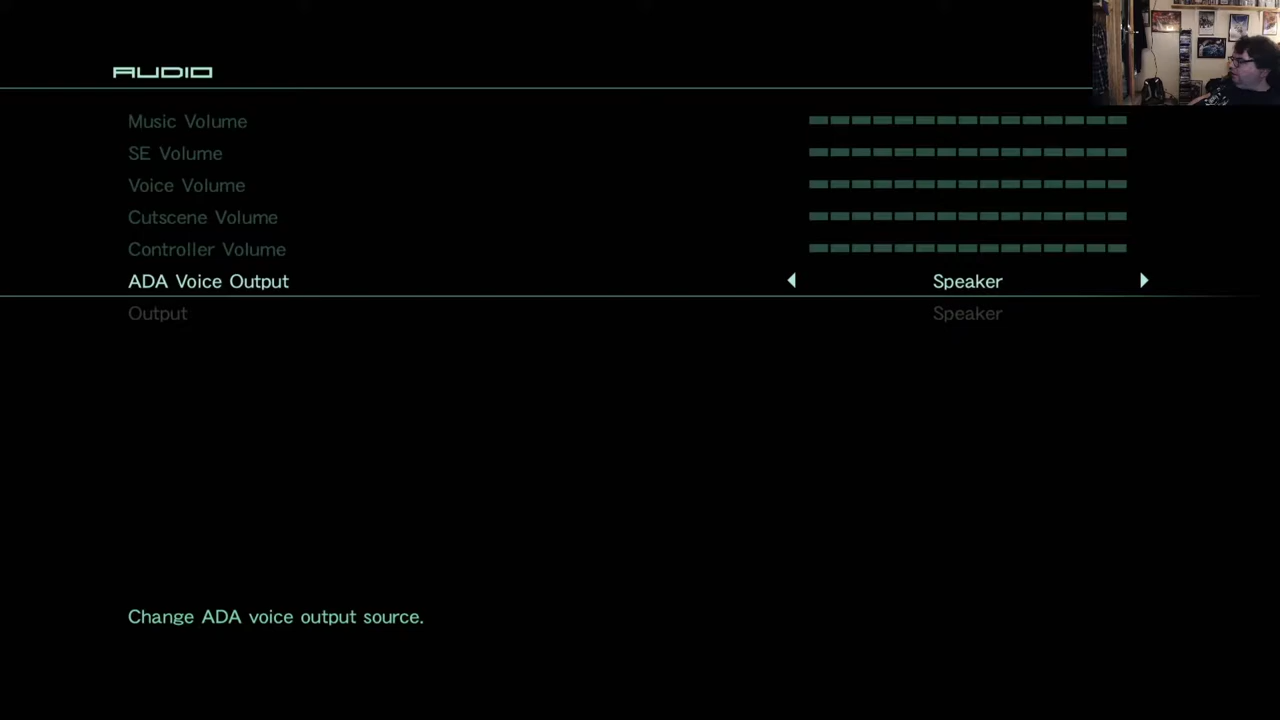 AUDIO
Music Volume
SE Volume
Voice Volume
Cutscene Volume
Controller Volume
ADA Voice Output Speaker
Output Speaker
Change ADA voice output source.